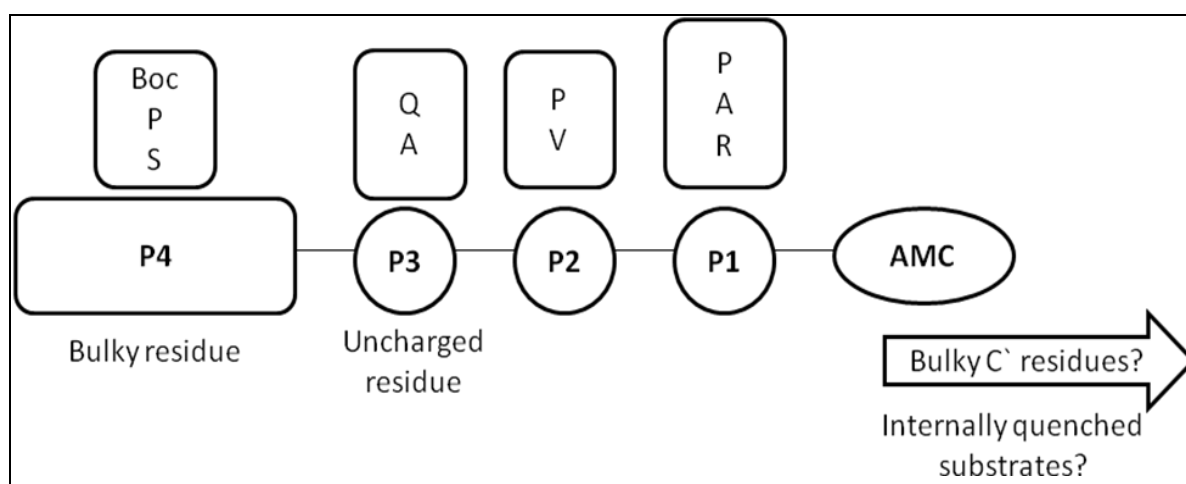 Boc
P
S
Q
A
P
V
P
A
R
P4
P3
P2
P1
AMC
Bulky residue
Uncharged
residue
Bulky C` residues?
Internally quenched
substrates?